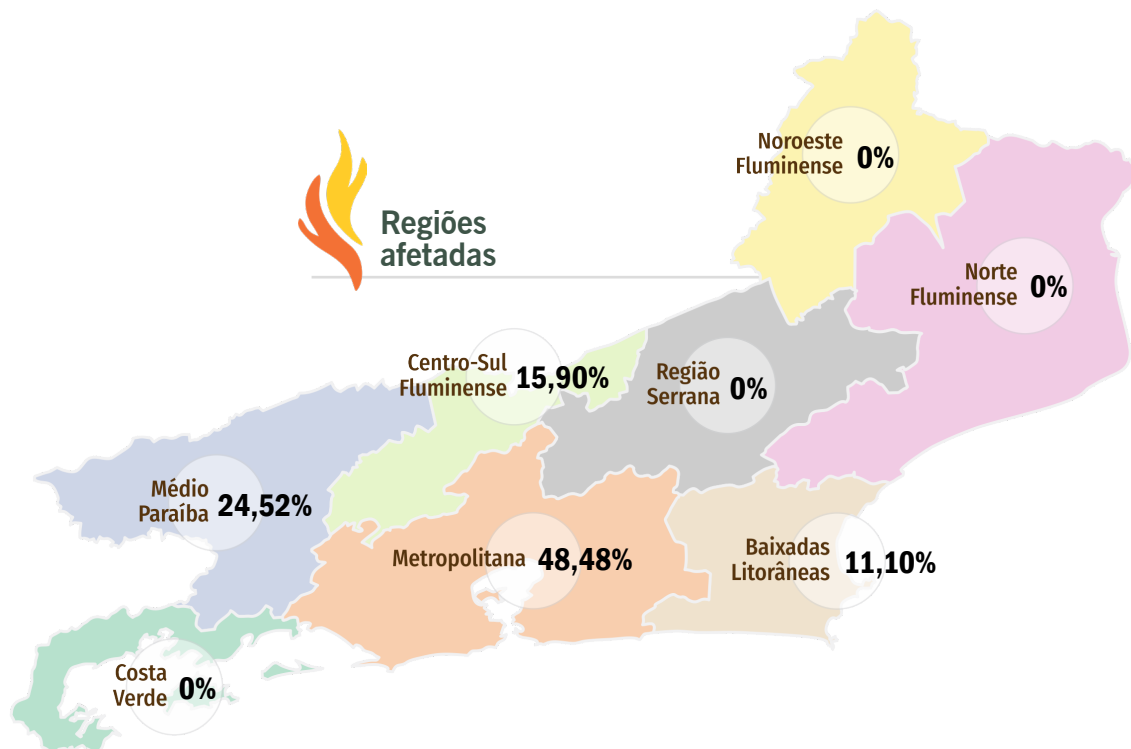 Noroeste
Fluminense
0%
Regiões
afetadas
Norte
Fluminense
0%
Centro-Sul
Fluminense
15,90%
Região
Serrana
0%
Médio
Paraíba
24,52%
Metropolitana
48,48%
Baixadas
Litorâneas
11,10%
Costa
Verde
0%